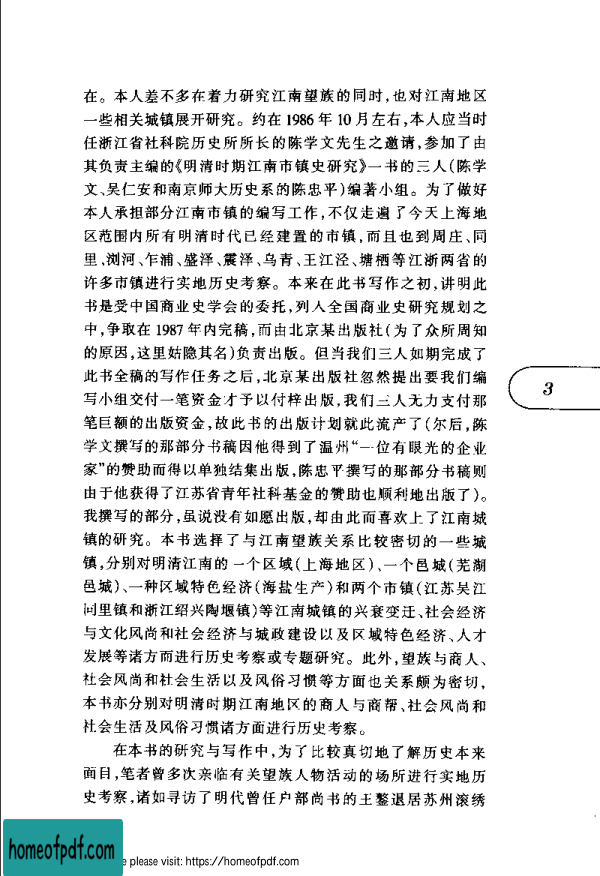 在。本人差不多在着力研究江南望族的同时,也对江南地区
一些相关城镇展开研究。约在 1986 年 10 月左右,本人应当时
任浙江省社科院历史所所长的陈学文先生之邀请,参加了由
其负责主编的《明清时期江南市镇史研究》一书的三人(陈学
文、吴仁安和南京师大历史系的陈忠平)编著小组。为了做好
本人承担部分江南市镇的编写工作,不仅走遍了今天上海地
区范围内所有明清时代已经建置的市镇,而且也到周庄、同
里、浏河、乍浦、盛泽、震泽、乌青、王江泾、塘栖等江浙两省的
许多市镇进行实地历史考察。本来在此书写作之初,讲明此
书是受中国商业史学会的委托,列入全国商业史研究规划之
中,争取在 1987 年内完稿,而由北京某出版社(为了众所周知
的原因,这里姑隐其名)负责出版。但当我们三人如期完成了
此书全稿的写作任务之后,北京某出版社忽然提出要我们编
写小组交付一笔资金才予以付梓出版,我们三人无力支付那
笔巨额的出版资金,故此书的出版计划就此流产了(尔后,陈
学文撰写的那部分书稿因他得到了温州“一位有眼光的企业
家”的赞助而得以单独结集出版,陈忠平撰写的那部分书稿则
由于他获得了江苏省青年社科基金的赞助也顺利地出版了)。
我撰写的部分,虽说没有如愿出版,却由此而喜欢上了江南城
镇的研究。本书选择了与江南望族关系比较密切的一些城
镇,分别对明清江南的一个区域(上海地区)、一个邑城(芜湖
邑城)、一种区域特色经济(海盐生产)和两个市镇(江苏吴江
同里镇和浙江绍兴陶堰镇)等江南城镇的兴衰变迁、社会经济
与文化风尚和社会经济与城政建设以及区域特色经济、人才
发展等诸方面进行历史考察或专题研究。此外,望族与商人、
社会风尚和社会生活以及风俗习惯等方面也关系颇为密切,
本书亦分别对明清时期江南地区的商人与商帮、社会风尚和
社会生活及风俗习惯诸方面进行历史考察。
在本书的研究与写作中,为了比较真切地了解历史本来
面目,笔者曾多次亲临有关望族人物活动的场所进行实地历
史考察,诸如寻访了明代曾任户部尚书的王鏊退居苏州滚绣
3
homeofpdf.com
e please visit: https://homeofpdf.com